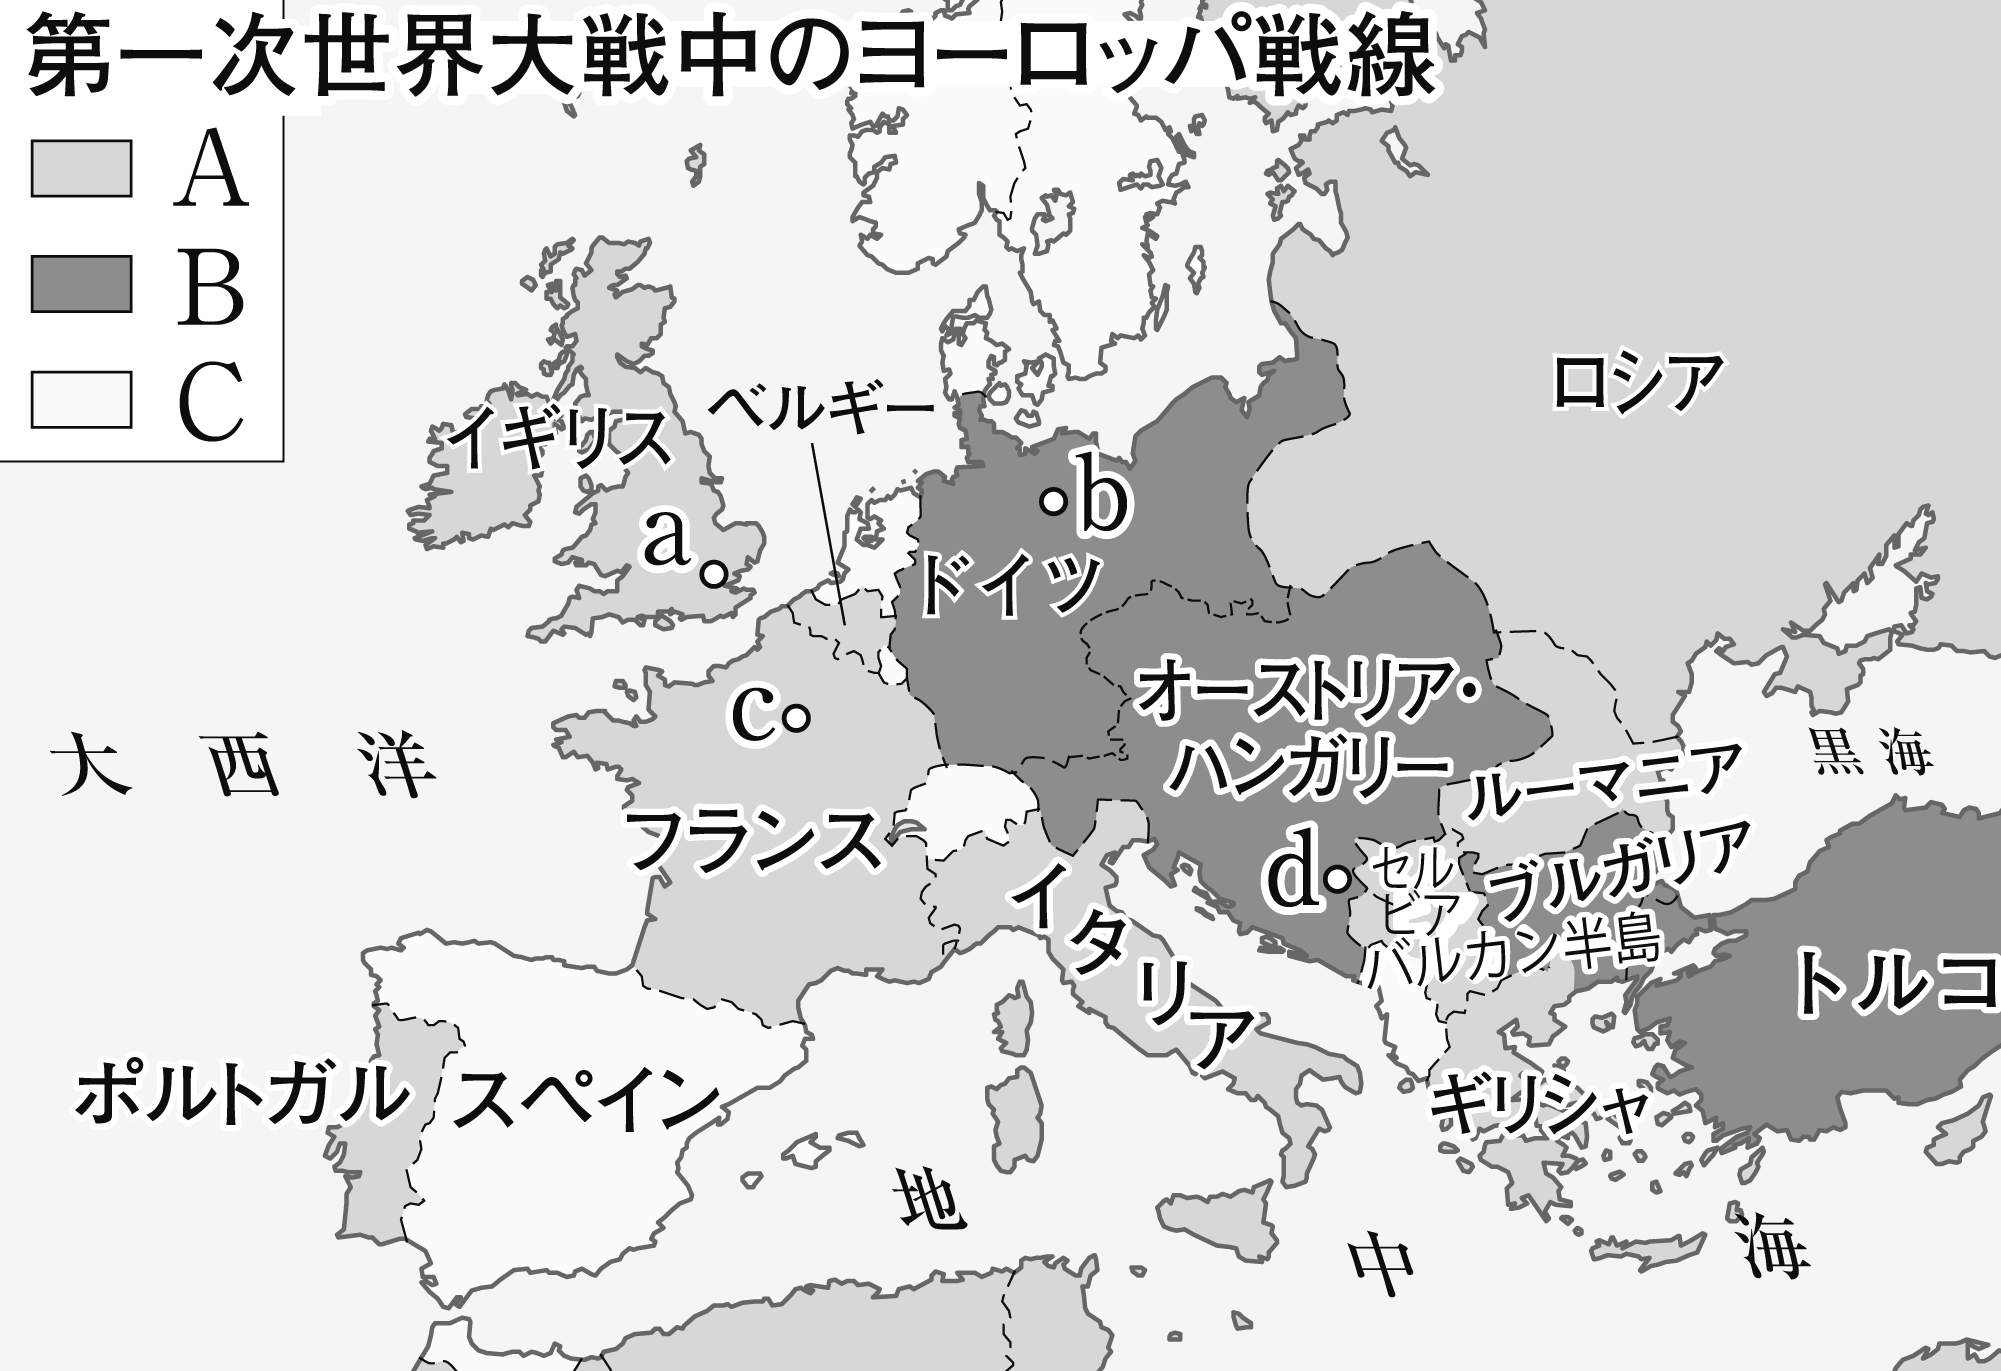 第一次世界大戦中のヨーロッパ戦線
A
B
C
ロシア
ベルギー
イギリス
a
b
ドイツ
オーストリア・
ハンガリー
c
大西洋
黒海
ルーマニア
フランス
d
セル
ビア
ブルガリア
バルカン半島
イタリア
トルコ
ポルトガル
スペイン
ギリシャ
地中海